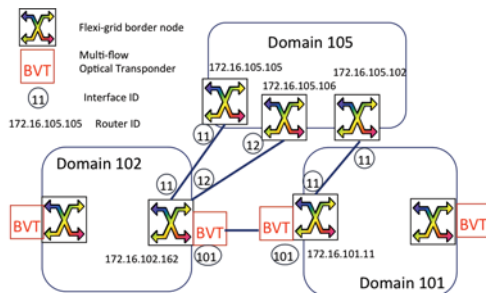 Flexi-grid border node
Multi-flow
Optical Transponder
BVT
11
Interface ID
172.16.105.105
Router ID
Domain 105
172.16.105.105
172.16.105.102
172.16.105.106
11
12
11
Domain 102
11
12
11
BVT
BVT
BVT
BVT
101
101
172.16.102.162
172.16.101.11
Domain 101